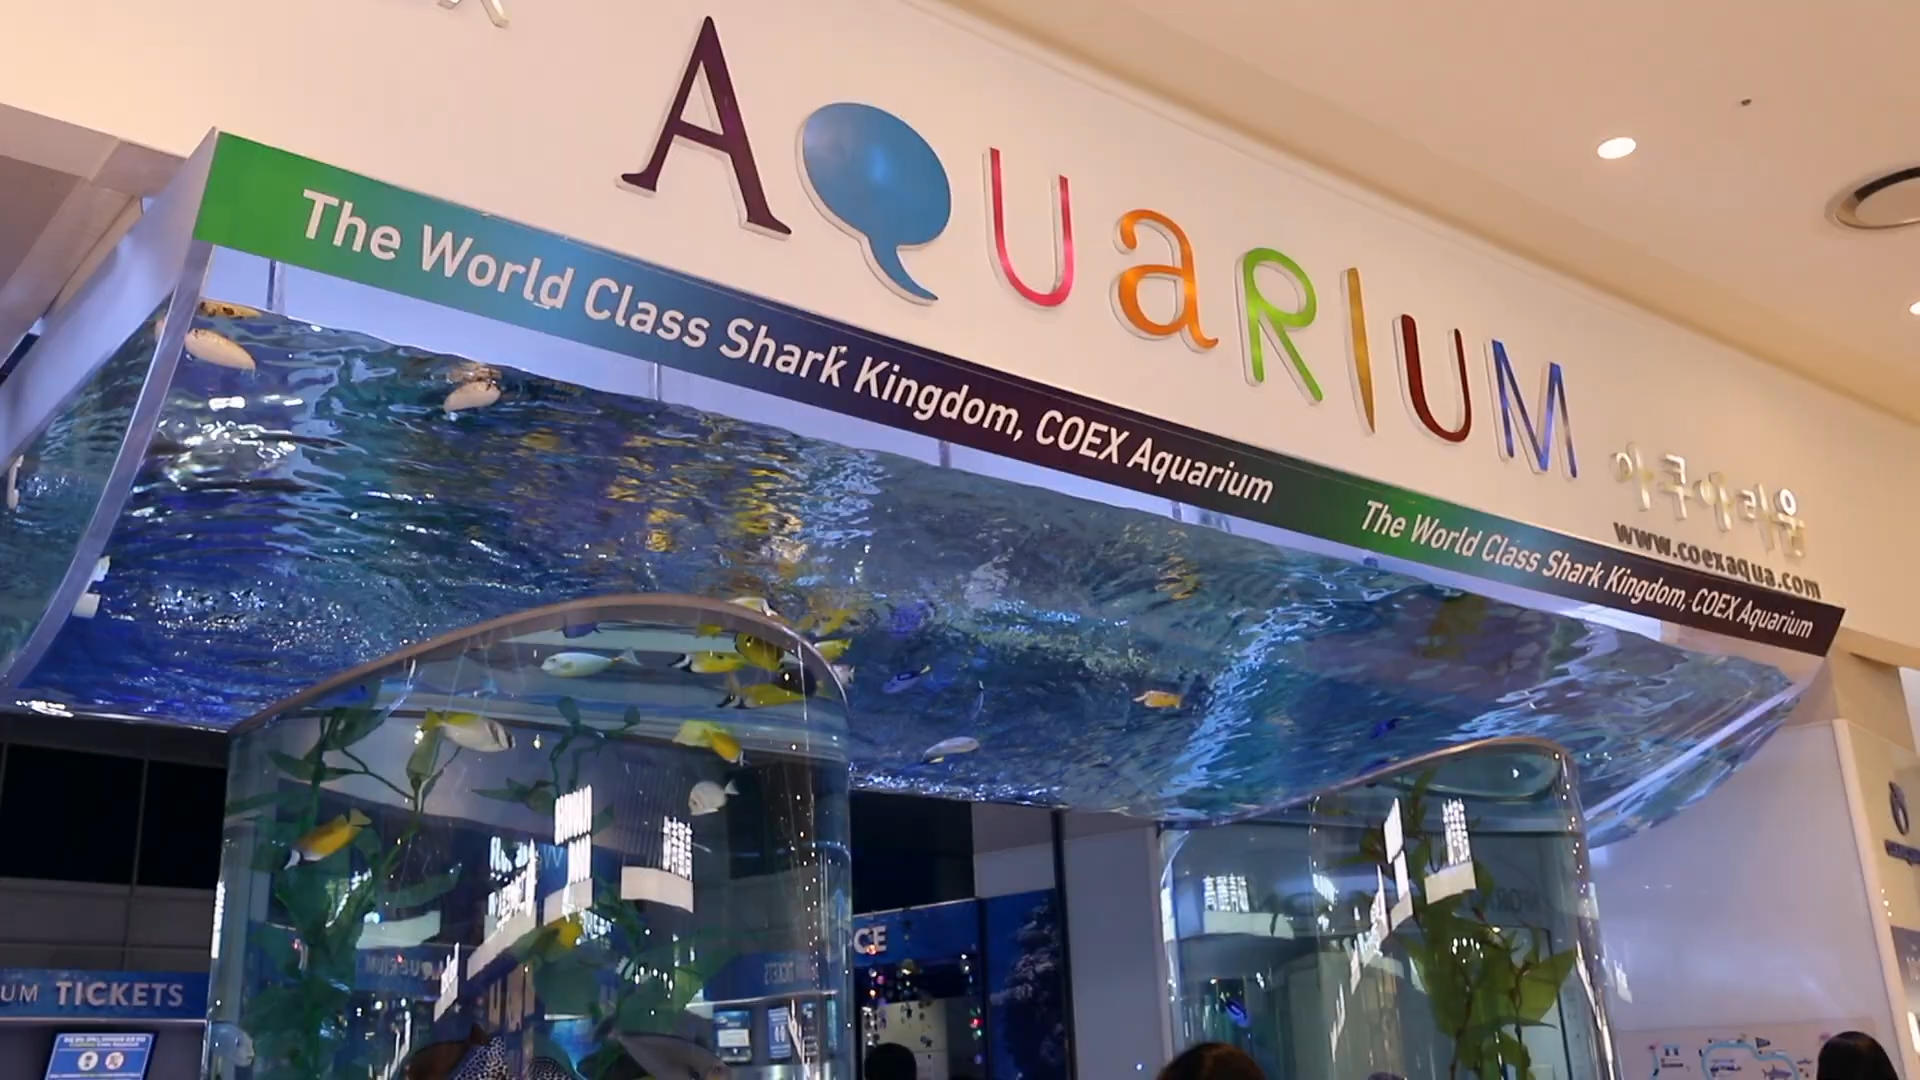 AQUaRIUM
아쿠아리움
www.coexaqua.com
The World Class Shark Kingdom, COEX Aquarium
The World Class Shark Kingdom, COEX Aquarium
UM TICKETS
CE